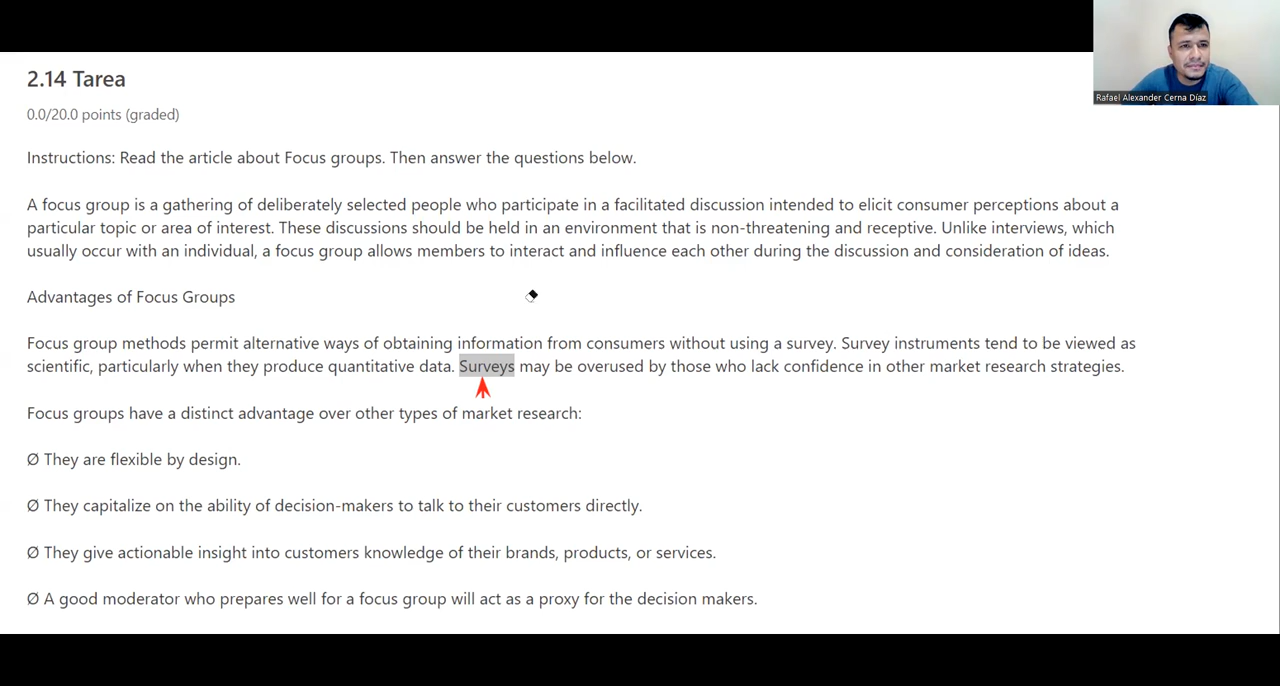 Rafael Alexander Cerna Díaz
2.14 Tarea
0.0/20.0 points (graded)
Instructions: Read the article about Focus groups. Then answer the questions below.
A focus group is a gathering of deliberately selected people who participate in a facilitated discussion intended to elicit consumer perceptions about a
particular topic or area of interest. These discussions should be held in an environment that is non-threatening and receptive. Unlike interviews, which
usually occur with an individual, a focus group allows members to interact and influence each other during the discussion and consideration of ideas.
Advantages of Focus Groups
Focus group methods permit alternative ways of obtaining information from consumers without using a survey. Survey instruments tend to be viewed as
scientific, particularly when they produce quantitative data. Surveys may be overused by those who lack confidence in other market research strategies.
Focus groups have a distinct advantage over other types of market research:
Ø They are flexible by design.
Ø They capitalize on the ability of decision-makers to talk to their customers directly.
Ø They give actionable insight into customers knowledge of their brands, products, or services.
Ø A good moderator who prepares well for a focus group will act as a proxy for the decision makers.